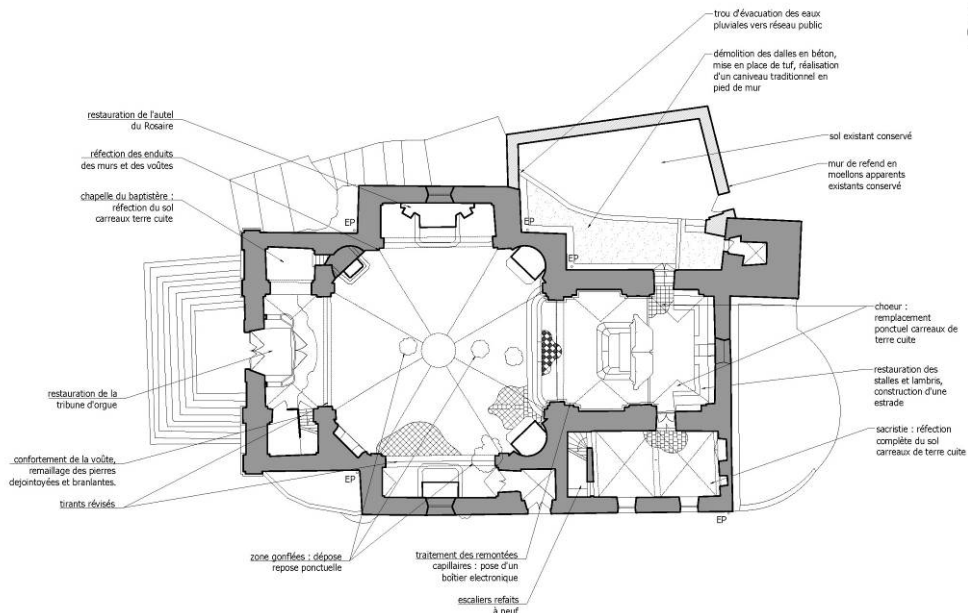 trou d'évacuation des eaux
pluviales vers réseau public
démolition des dalles en béton,
mise en place de tuf, réalisation
d'un caniveau traditionnel en
pied de mur
restauration de l'autel
du Rosaire
sol existant conservé
réfection des enduits
des murs et des voûtes
mur de refend en
moellons apparents
existants conservé
chapelle du baptistère :
réfection du sol
carreaux terre cuite
EP
EP
EP
choeur :
remplacement
ponctuel carreaux de
terre cuite
restauration des
stalles et lambris,
construction d'une
estrade
restauration de la
tribune d'orgue
sacristie : réfection
complète du sol
carreaux de terre cuite
confortement de la voûte,
remaillage des pierres
dejointoyées et branlantes.
tirants révisés
EP
EP
zone gonflées : dépose
repose ponctuelle
traitement des remontées
capillaires : pose d'un
boîtier electronique
escaliers refaits
à neuf